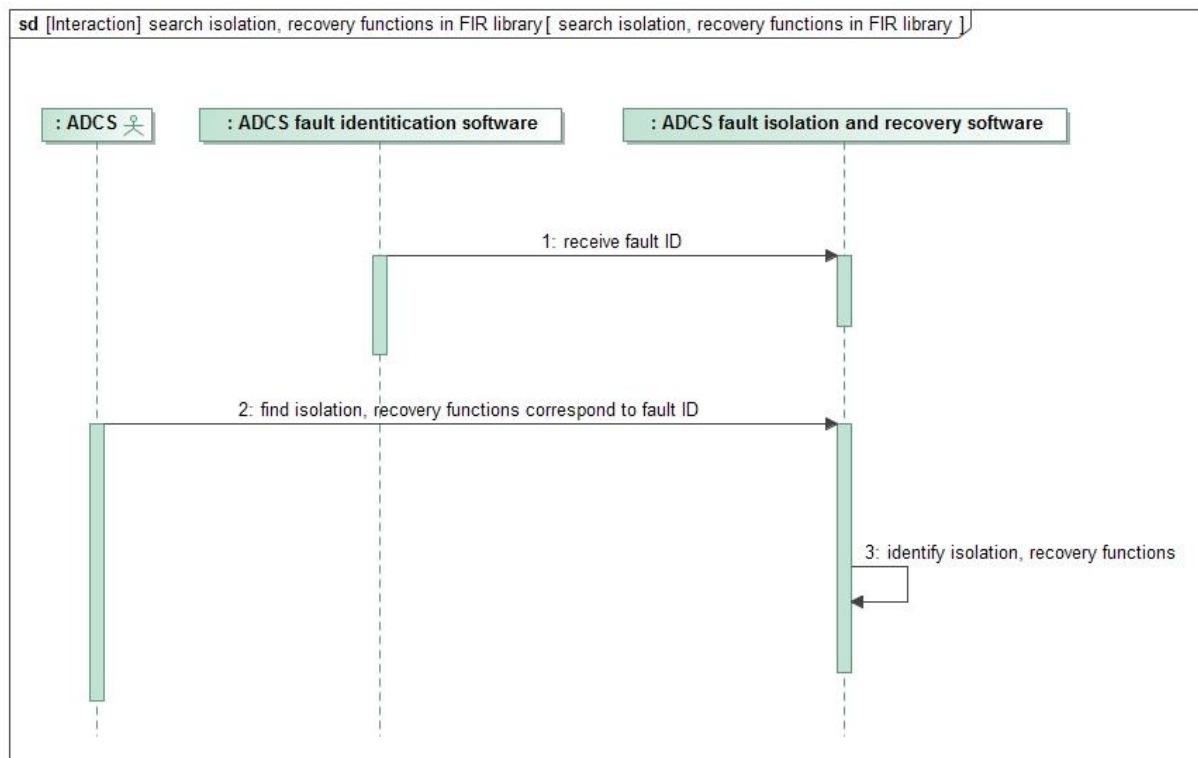 sd [Interaction] search isolation, recovery functions in FIR library [ search isolation, recovery functions in FIR library ]
: ADCS
: ADCS fault identitication software
: ADCS fault isolation and recovery software
1: receive fault ID
2: find isolation, recovery functions correspond to fault ID
3: identify isolation, recovery functions